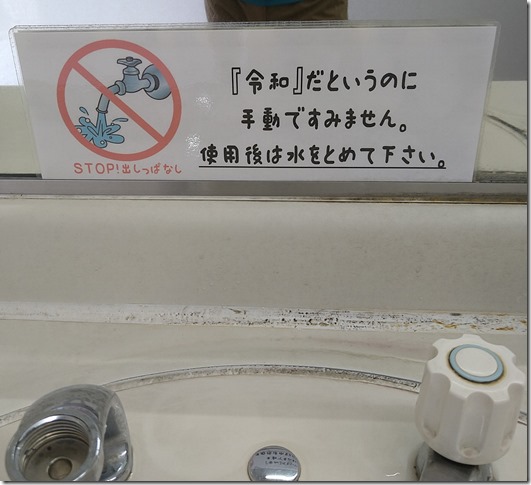 『令和』だというのに
手動ですみません。
使用後は水をとめて下さい。
STOP!出しっぱなし